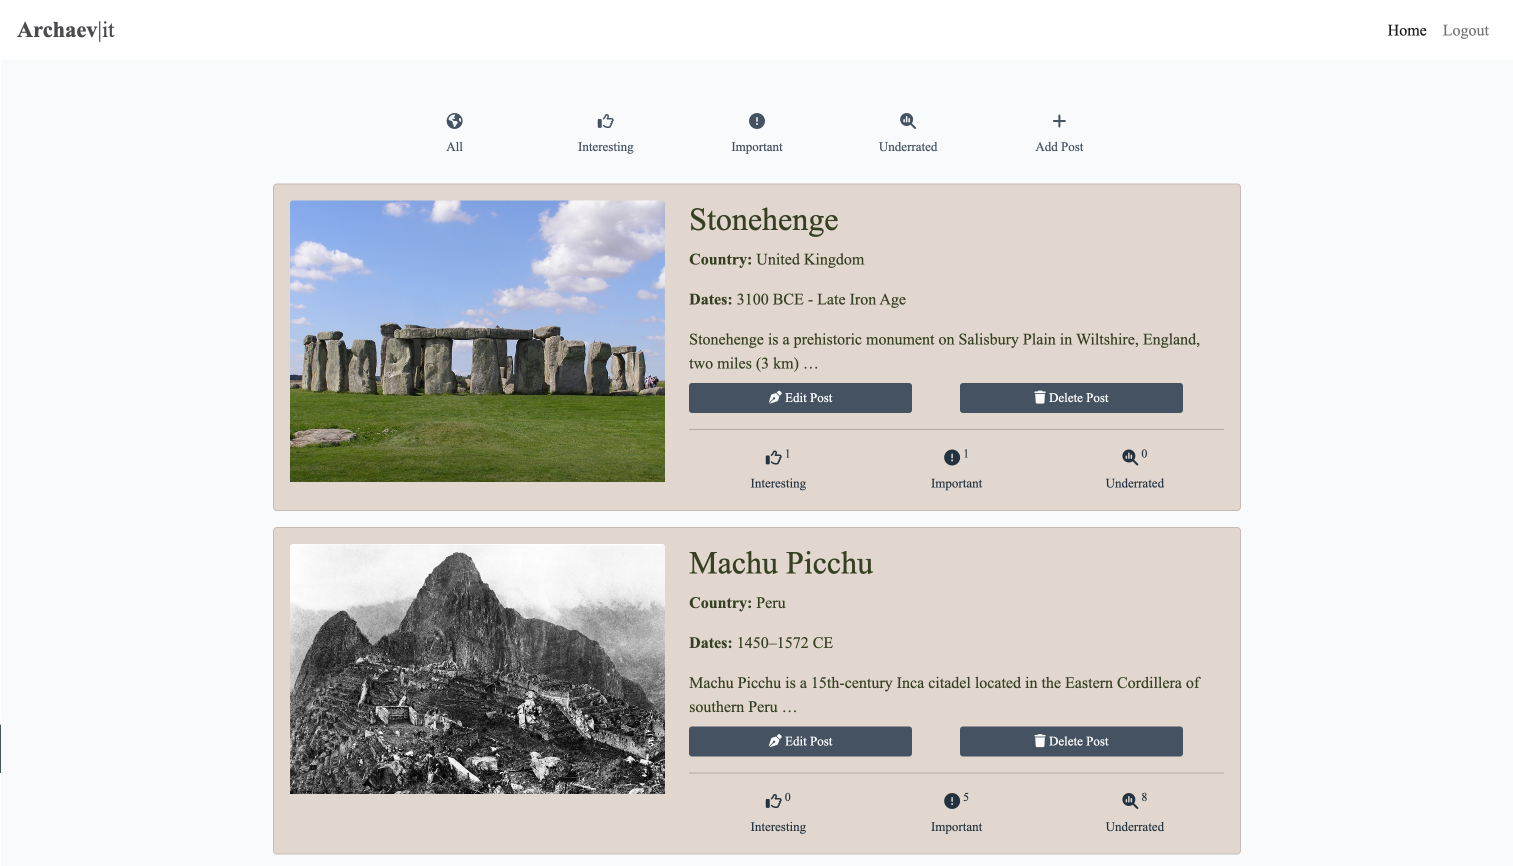 Archaev|it
Home
Logout
All
Interesting
Important
Underrated
Add Post
Stonehenge
Country: United Kingdom
Dates: 3100 BCE - Late Iron Age
Stonehenge is a prehistoric monument on Salisbury Plain in Wiltshire, England,
two miles (3 km) …
Edit Post
Delete Post
1
Interesting
1
Important
0
Underrated
Machu Picchu
Country: Peru
Dates: 1450–1572 CE
Machu Picchu is a 15th-century Inca citadel located in the Eastern Cordillera of
southern Peru …
Edit Post
Delete Post
0
Interesting
5
Important
8
Underrated